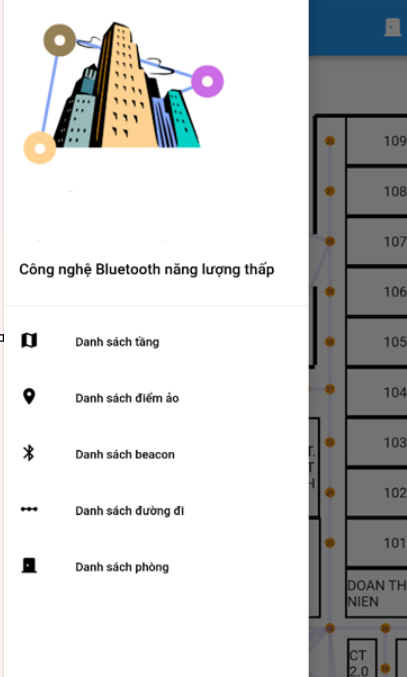 Công nghệ Bluetooth năng lượng thấp
Danh sách tầng
Danh sách điểm ảo
Danh sách beacon
Danh sách đường đi
Danh sách phòng
109
108
107
106
105
104
103
102
101
DOAN TH
NIEN
CT
2.0